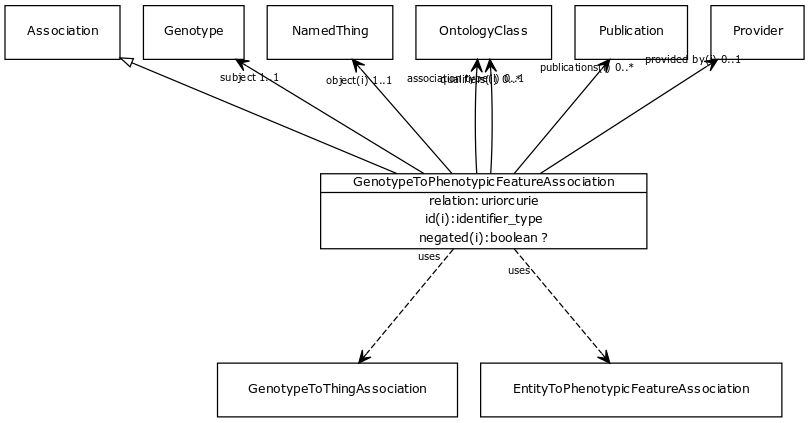 Association
Genotype
NamedThing
OntologyClass
Publication
Provider
subject 1..1
object(i) 1..1
association type(i) 0..1
qualifiers(i) 0..*
publications(i) 0..*
provided by(i) 0..1
GenotypeToPhenotypicFeatureAssociation
relation:uriorcurie
id(i):identifier_type
negated(i):boolean ?
uses
uses
GenotypeToThingAssociation
EntityToPhenotypicFeatureAssociation